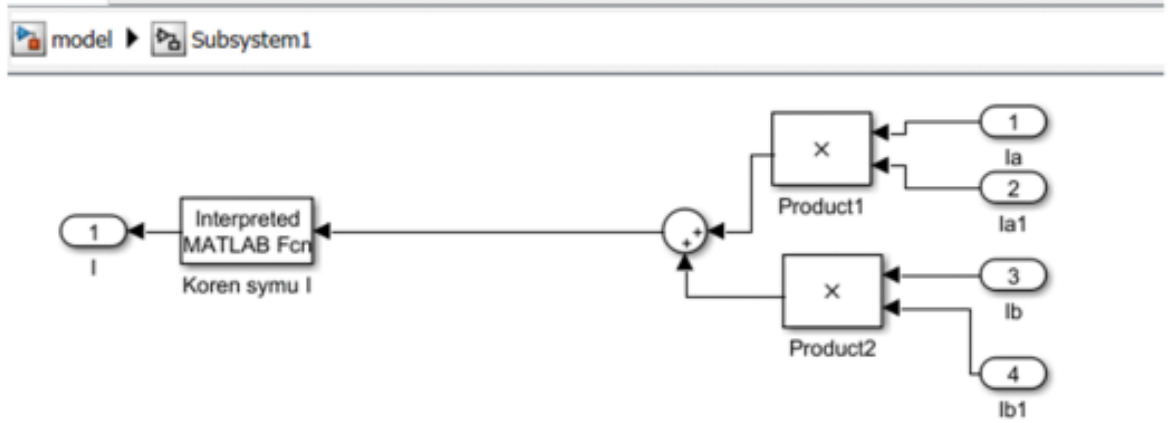 model ▶ Subsystem1
1
Ia
2
Ia1
×
Product1
Interpreted
MATLAB Fcn
Koren symu I
1
I
+
+
×
Product2
3
Ib
4
Ib1